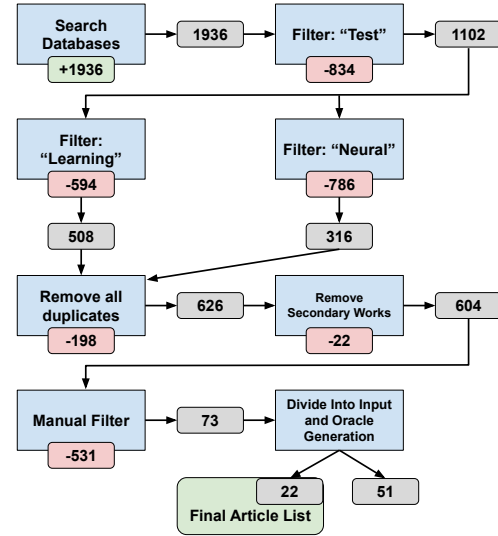 Search
Databases
+1936
1936
Filter: “Test”
-834
1102
Filter:
“Learning”
-594
508
Filter: “Neural”
-786
316
Remove all
duplicates
-198
626
Remove
Secondary Works
-22
604
Manual Filter
-531
73
Divide Into Input
and Oracle
Generation
22
51
Final Article List